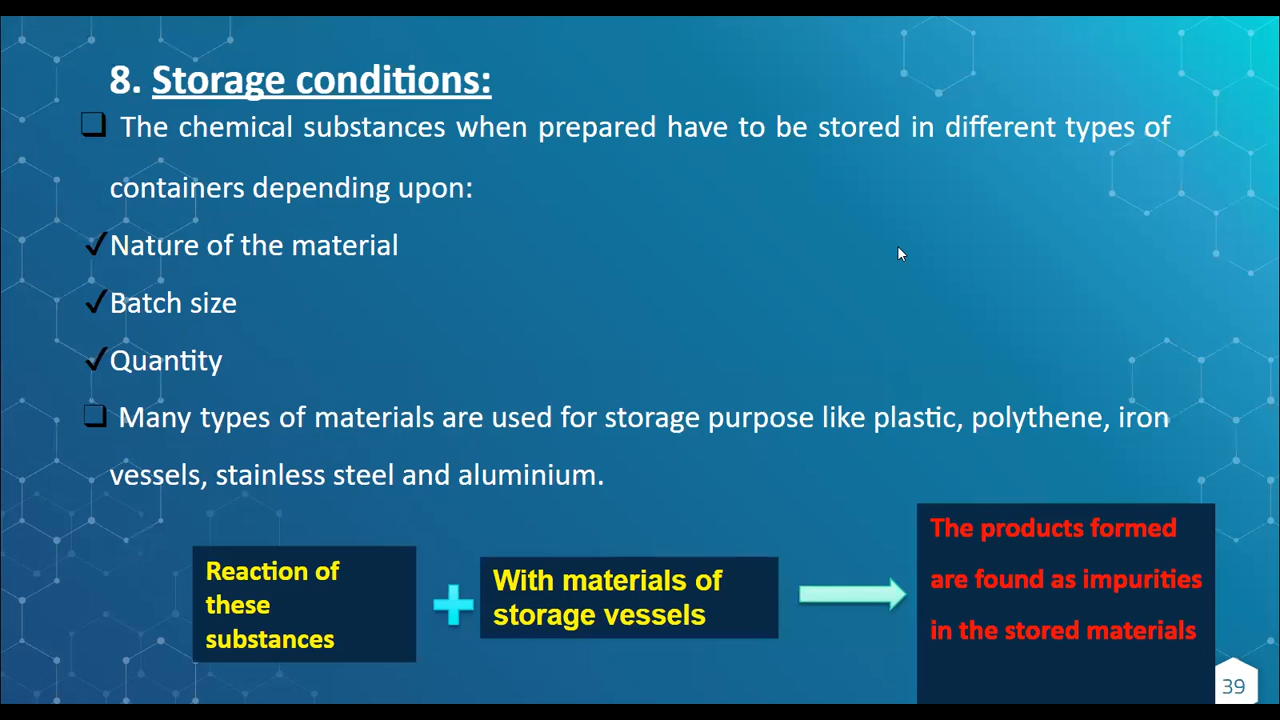 8. Storage conditions:
The chemical substances when prepared have to be stored in different types of
containers depending upon:
Nature of the material
Batch size
Quantity
Many types of materials are used for storage purpose like plastic, polythene, iron
vessels, stainless steel and aluminium.
Reaction of
these
substances
With materials of
storage vessels
The products formed
are found as impurities
in the stored materials
39